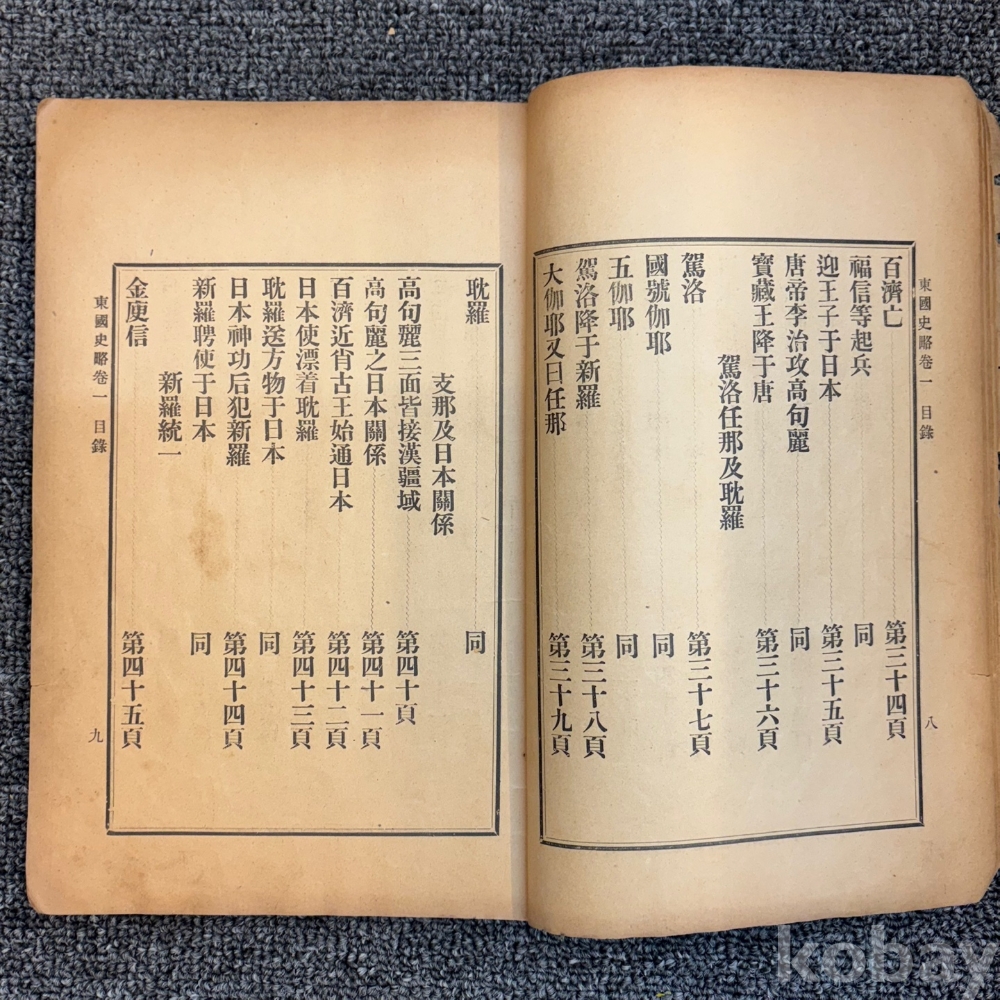 東國史略卷一 目錄
八
百濟亡 第三十四頁
福信等起兵 同
迎王子于日本 第三十五頁
唐帝李治攻高句麗 同
寶藏王降于唐 第三十六頁
駕洛任那及耽羅
駕洛 第三十七頁
國號伽耶 同
五伽耶 同
駕洛降于新羅 第三十八頁
大伽耶又曰任那 第三十九頁
耽羅 同
支那及日本關係
高句麗三面皆接漢疆域 第四十頁
高句麗之日本關係 第四十一頁
百濟近肖古王始通日本 第四十二頁
日本使漂着耽羅 第四十三頁
耽羅送方物于日本 同
日本神功后犯新羅 第四十四頁
新羅聘使于日本 同
新羅統一
金庾信 第四十五頁
東國史略卷一 目錄
九
kobay